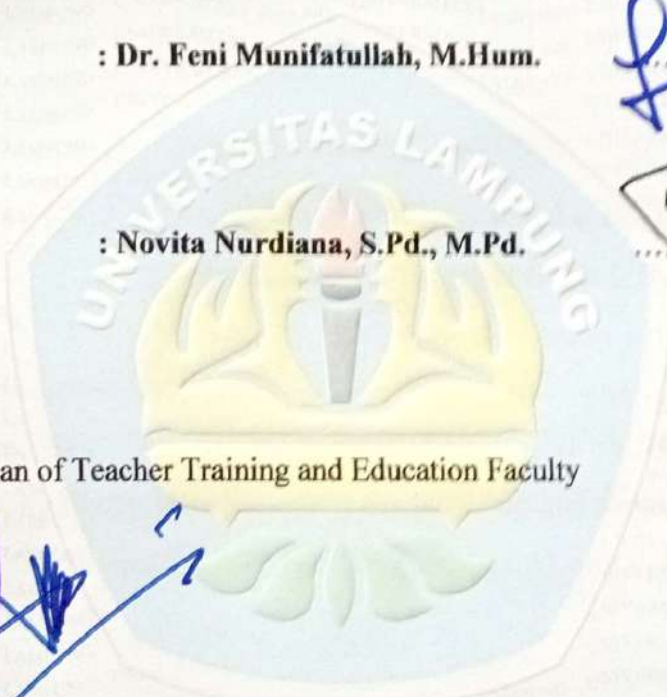 : Dr. Feni Munifatullah, M.Hum.
UNIVERSITAS LAMPUNG
: Novita Nurdiana, S.Pd., M.Pd.
an of Teacher Training and Education Faculty